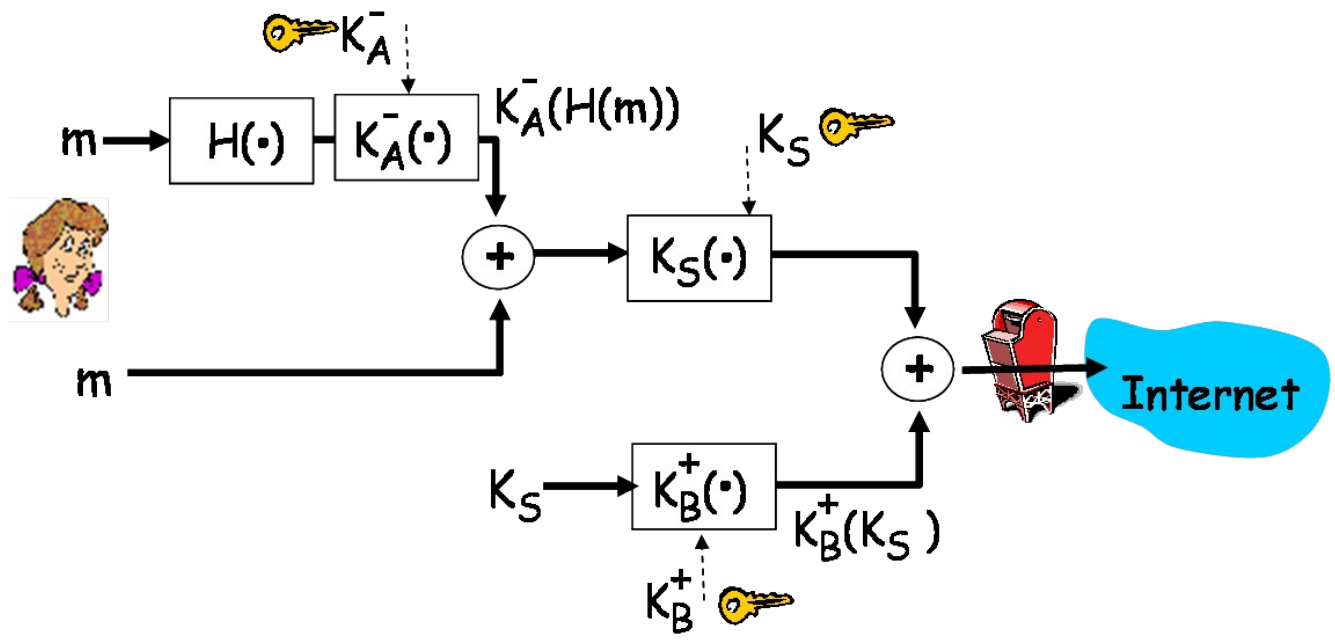 K_A^-
m
H(·)
K_A^-(·)
K_A^-(H(m))
K_S
+
K_S(·)
m
+
Internet
K_S
K_B^+(·)
K_B^+(K_S )
K_B^+